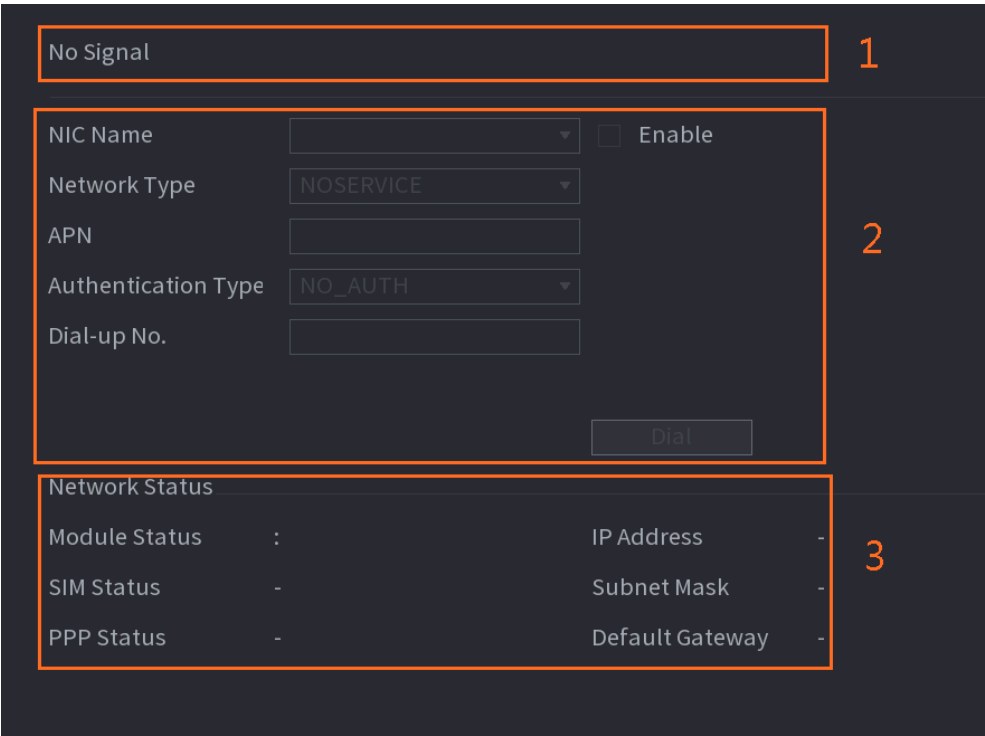 No Signal
1
NIC Name Enable
Network Type NOSERVICE
APN
2
Authentication Type NO_AUTH
Dial-up No.
Dial
Network Status
Module Status : IP Address -
3
SIM Status - Subnet Mask -
PPP Status - Default Gateway -